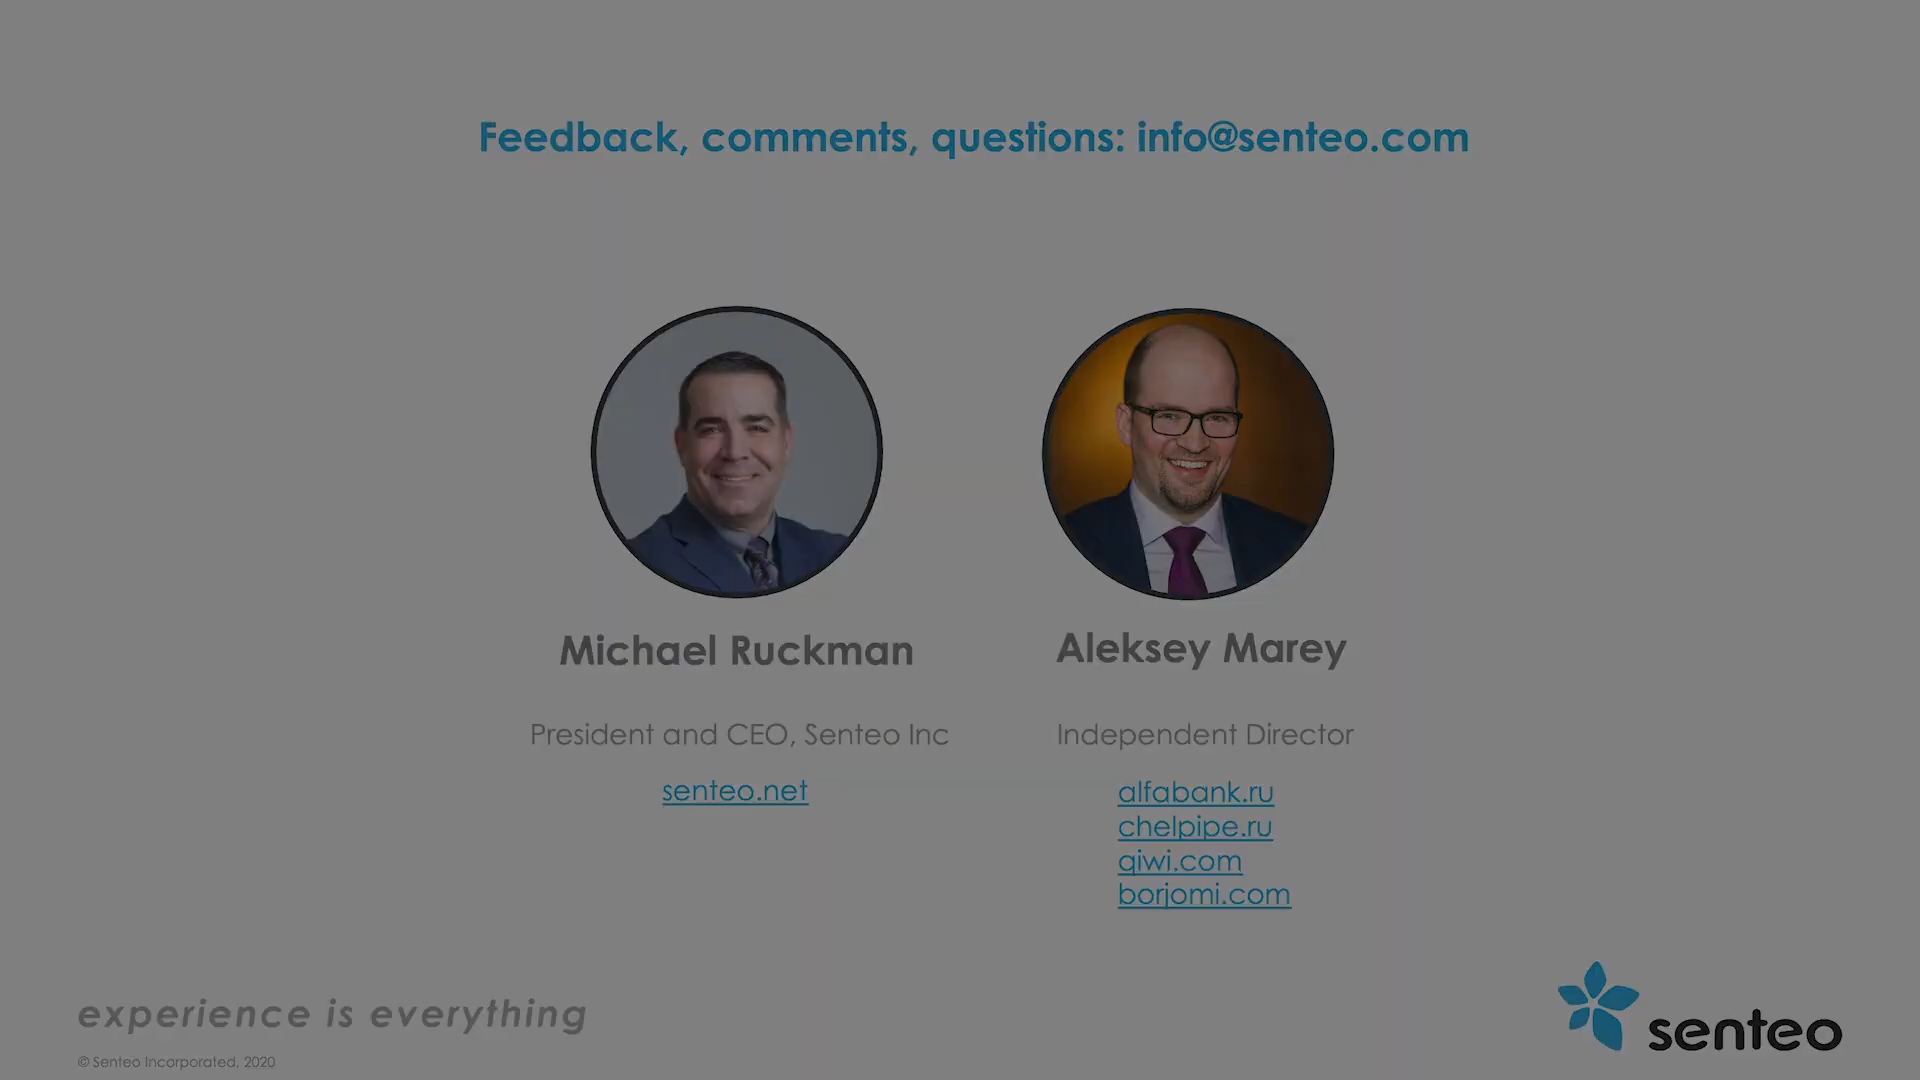 Feedback, comments, questions: info@senteo.com
Michael Ruckman
President and CEO, Senteo Inc
senteo.net
Aleksey Marey
Independent Director
alfabank.ru
chelpipe.ru
qiwi.com
borjomi.com
experience is everything
© Senteo Incorporated, 2020
senteo